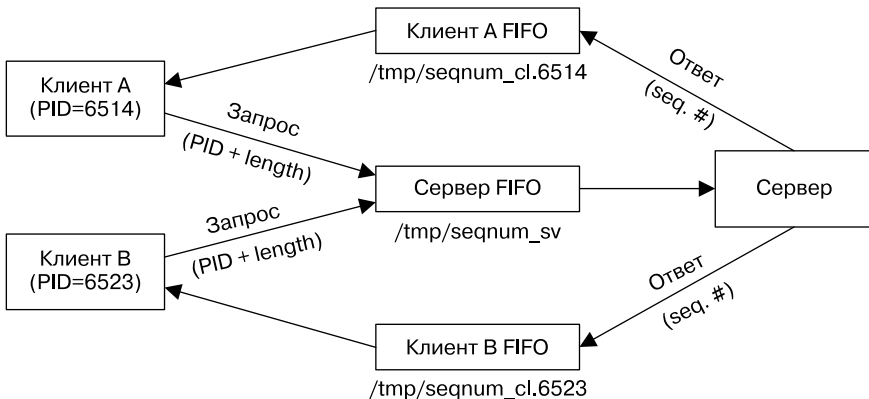 Клиент A FIFO
/tmp/seqnum_cl.6514
Ответ
(seq. #)
Клиент A
(PID=6514)
Запрос
(PID + length)
Сервер FIFO
/tmp/seqnum_sv
Сервер
Запрос
(PID + length)
Клиент B
(PID=6523)
Ответ
(seq. #)
Клиент B FIFO
/tmp/seqnum_cl.6523